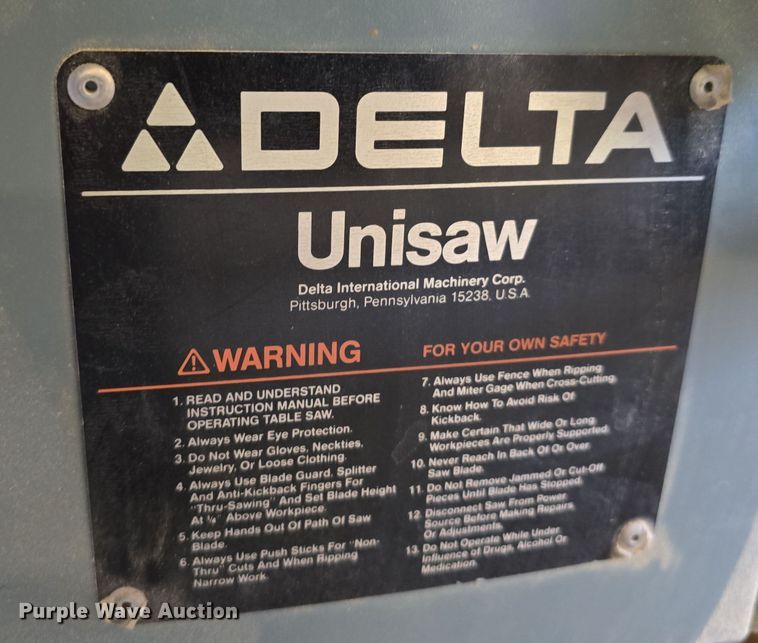 DELTA
Unisaw
Delta International Machinery Corp.
Pittsburgh, Pennsylvania 15238, U.S.A.
WARNING
FOR YOUR OWN SAFETY
1. READ AND UNDERSTAND
INSTRUCTION MANUAL BEFORE
OPERATING TABLE SAW.
2. Always Wear Eye Protection.
3. Do Not Wear Gloves, Neckties,
Jewelry, Or Loose Clothing.
4. Always Use Blade Guard, Splitter
And Anti-Kickback Fingers For
"Thru-Sawing" And Set Blade Height
At ⅛" Above Workpiece.
5. Keep Hands Out Of Path Of Saw
Blade.
6. Always Use Push Sticks For "Non-
Thru" Cuts And When Ripping
Narrow Work.
7. Always Use Fence When Ripping
And Miter Gage When Cross-Cutting.
8. Know How To Avoid Risk Of
Kickback.
9. Make Certain That Wide Or Long
Workpieces Are Properly Supported.
10. Never Reach In Back Of Or Over
Saw Blade.
11. Do Not Remove Jammed Or Cut-Off
Pieces Until Blade Has Stopped.
12. Disconnect Saw From Power
Source Before Making Repairs,
Or Adjustments.
13. Do Not Operate While Under
Influence of Drugs, Alcohol Or
Medication.
Purple Wave Auction